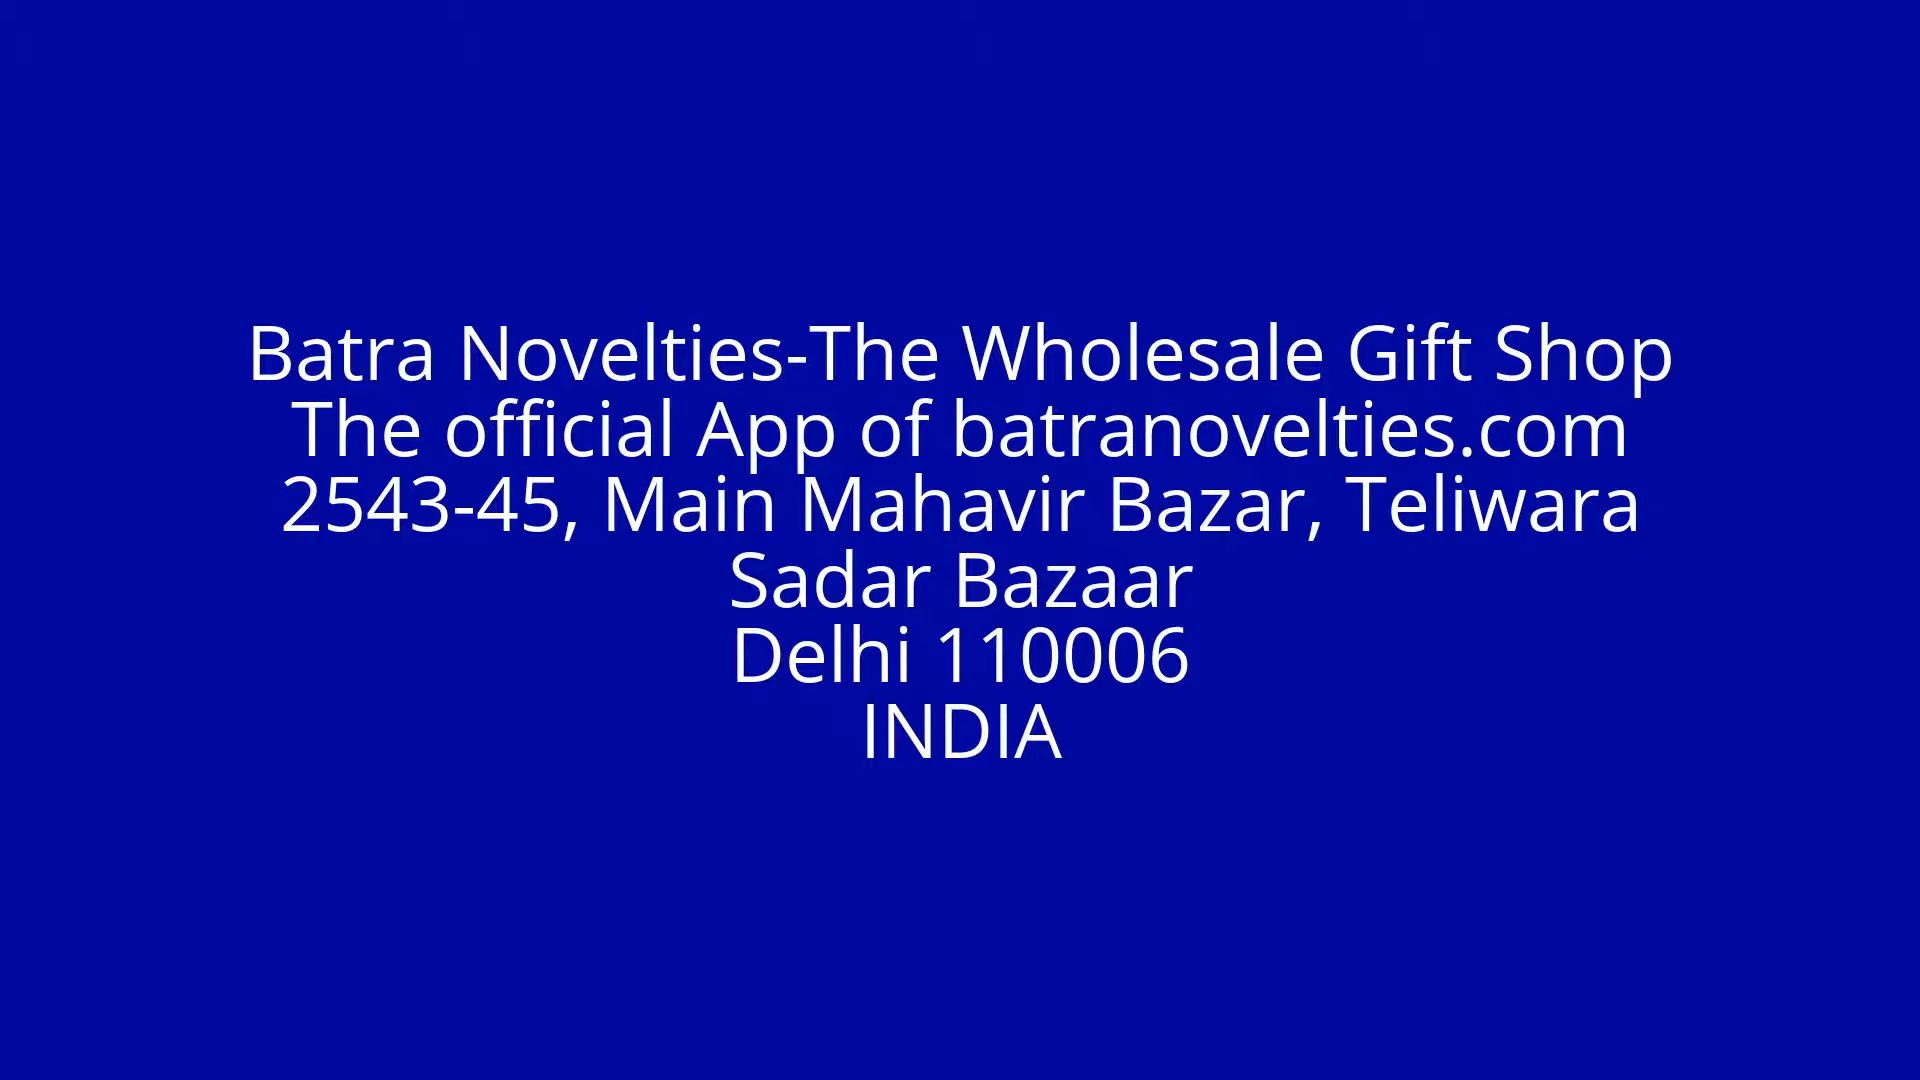 Batra Novelties-The Wholesale Gift Shop
The official App of batranovelties.com
2543-45, Main Mahavir Bazar, Teliwara
Sadar Bazaar
Delhi 110006
INDIA